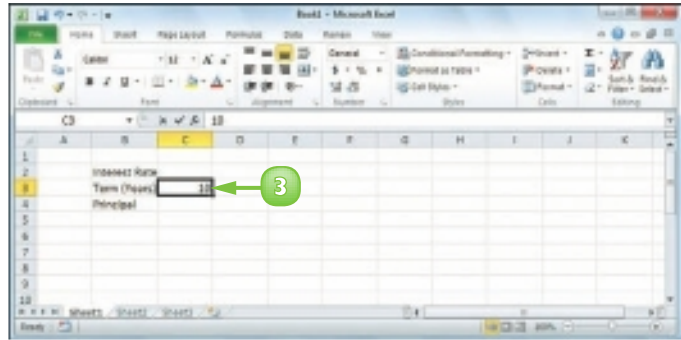 Book1 - Microsoft Excel
Home Insert Page Layout Formulas Data Review View
Calibri 11 A A General Conditional Formatting Insert
Paste B I U $ % Format as Table Delete Sort & Find &
Cell Styles Format Filter Select
Clipboard Font Alignment Number Styles Cells Editing
C3 fx 10
A B C D E F G H I J K
1
2 Interest Rate
3 Term (Years) 10 3
4 Principal
5
6
7
8
9
10
Sheet1 Sheet2 Sheet3
Ready